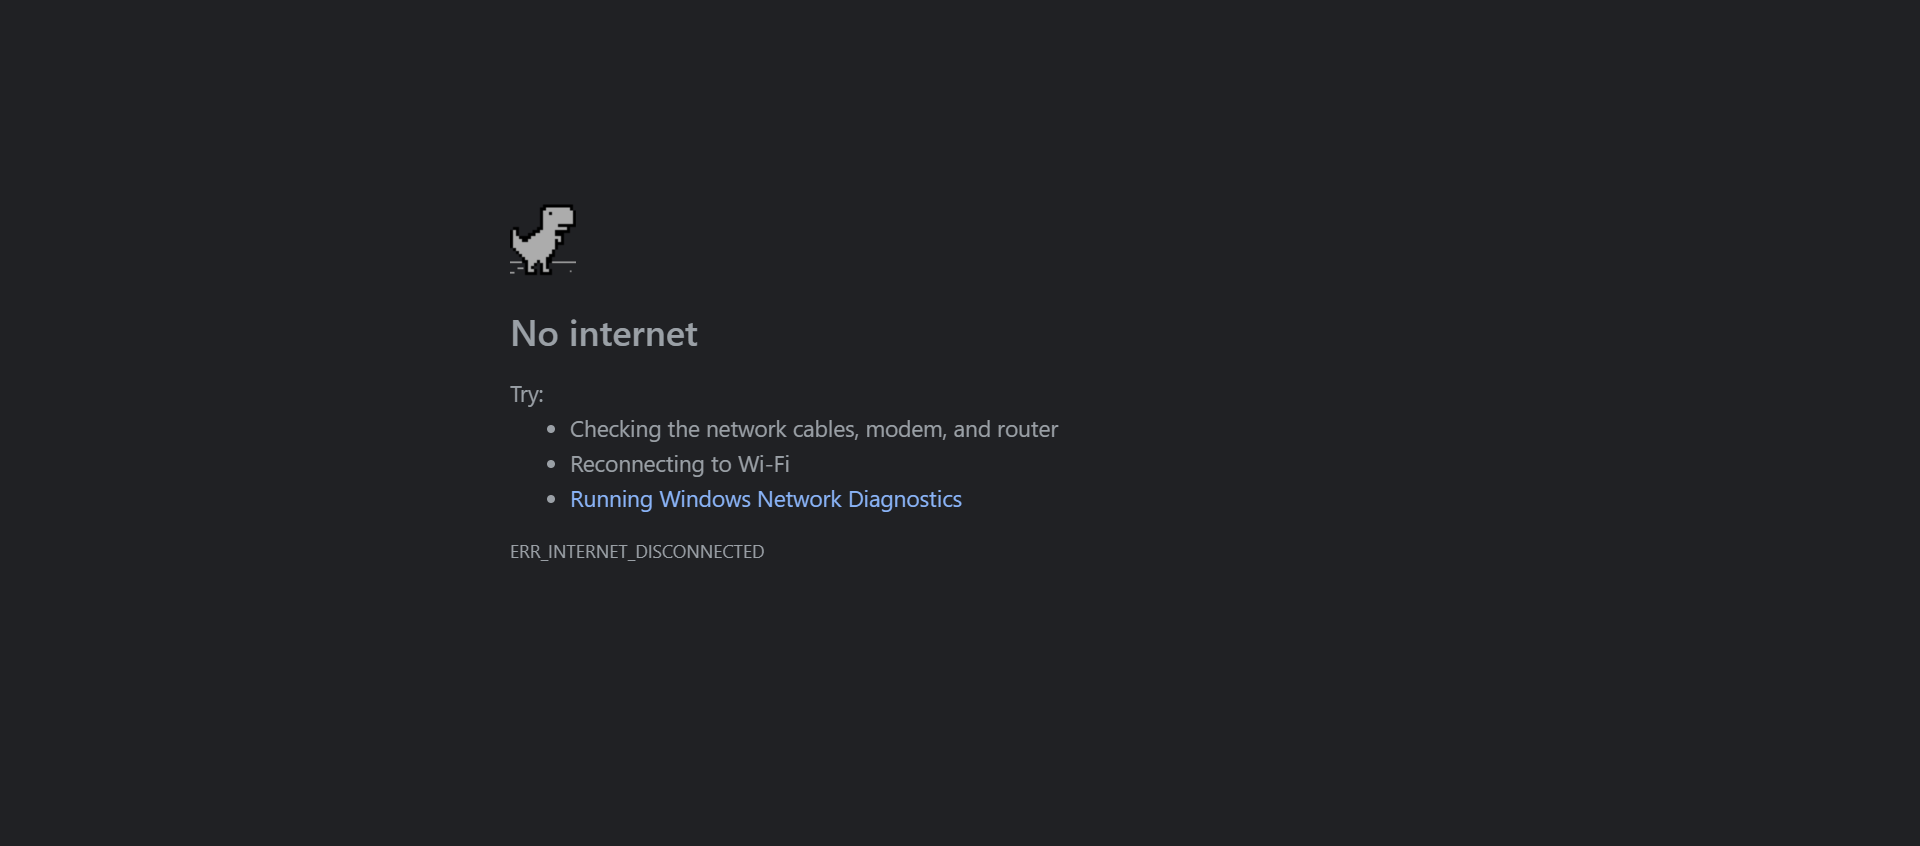 No internet
Try:
Checking the network cables, modem, and router
Reconnecting to Wi-Fi
Running Windows Network Diagnostics
ERR_INTERNET_DISCONNECTED